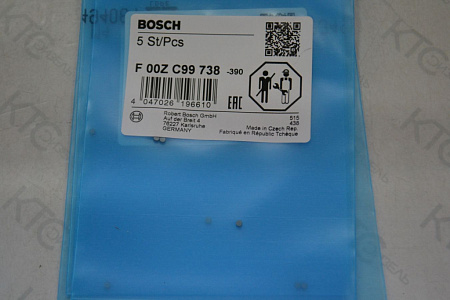 BOSCH
5 St/Pcs
F 00Z C99 738 -390
4 047026 196610
EAC
Robert Bosch GmbH
Auf der Breit 4
76227 Karlsruhe
GERMANY
515
438
Made in Czech Rep.
Fabriqué en République Tchèque